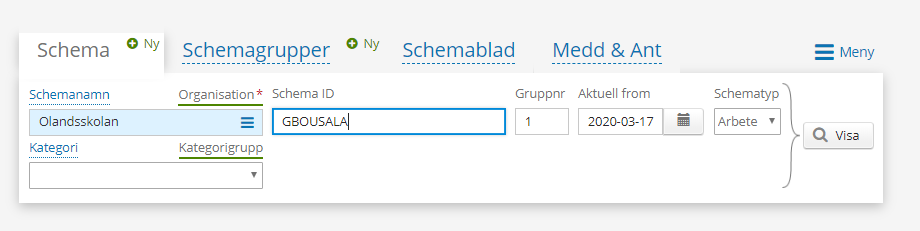 Schema Ny Schemagrupper Ny Schemablad Medd & Ant Meny
Schemanamn Organisation* Schema ID Gruppnr Aktuell from Schematyp
Olandsskolan GBOUSALA 1 2020-03-17 Arbete Visa
Kategori Kategorigrupp